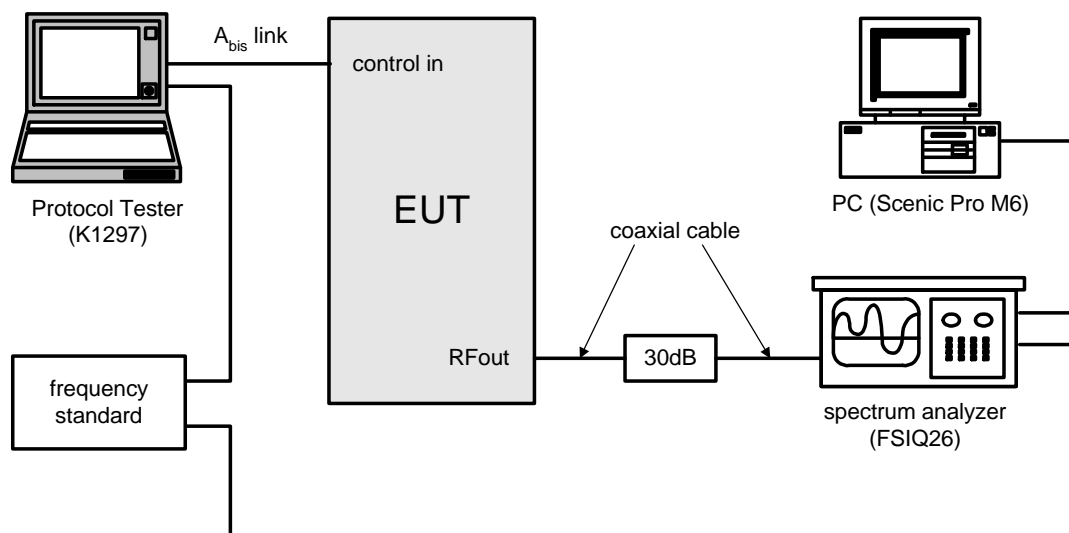 A_bis link
control in
EUT
RFout
Protocol Tester
(K1297)
frequency
standard
coaxial cable
30dB
PC (Scenic Pro M6)
spectrum analyzer
(FSIQ26)